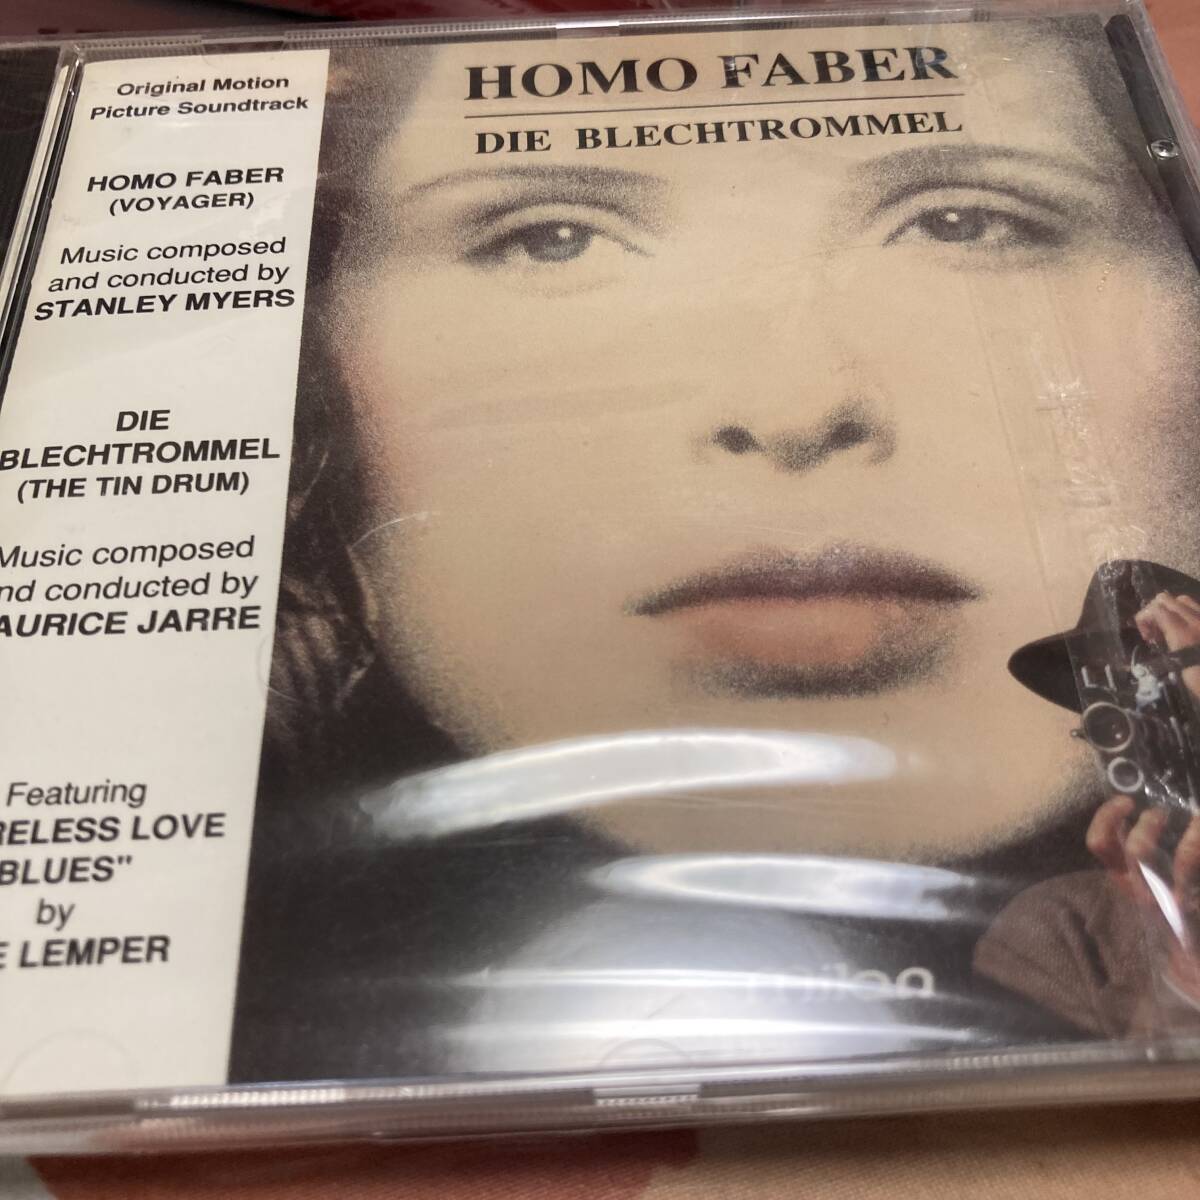 Original Motion
Picture Soundtrack
HOMO FABER
(VOYAGER)
Music composed
and conducted by
STANLEY MYERS
DIE
BLECHTROMMEL
(THE TIN DRUM)
Music composed
nd conducted by
AURICE JARRE
Featuring
RELESS LOVE
BLUES"
by
E LEMPER
HOMO FABER
DIE BLECHTROMMEL
milan